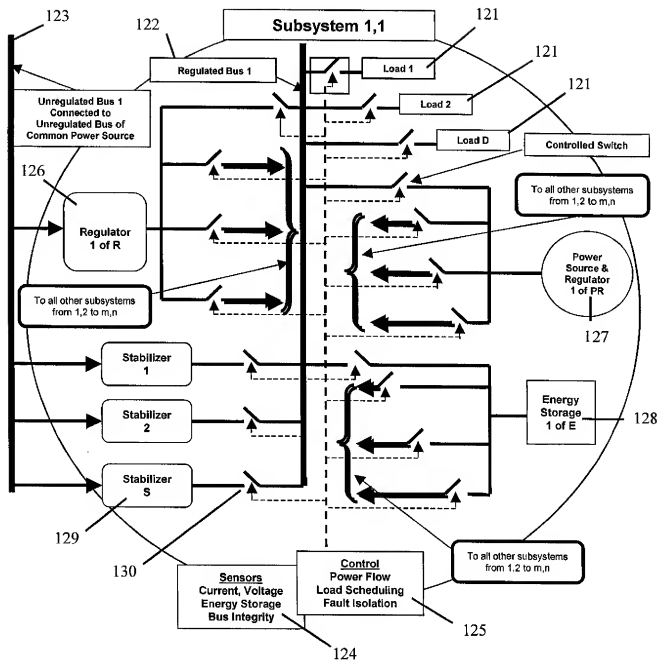 123
122
Subsystem 1,1
121
Regulated Bus 1
Load 1
121
Unregulated Bus 1
Connected to
Unregulated Bus of
Common Power Source
Load 2
121
Load D
Controlled Switch
126
To all other subsystems
from 1,2 to m,n
Regulator
1 of R
Power
Source &
Regulator
1 of PR
To all other subsystems
from 1,2 to m,n
127
Stabilizer
1
Stabilizer
2
Energy
Storage
1 of E
128
Stabilizer
S
129
130
To all other subsystems
from 1.2 to m,n
Sensors
Current, Voltage
Energy Storage
Bus Integrity
Control
Power Flow
Load Scheduling
Fault Isolation
125
124